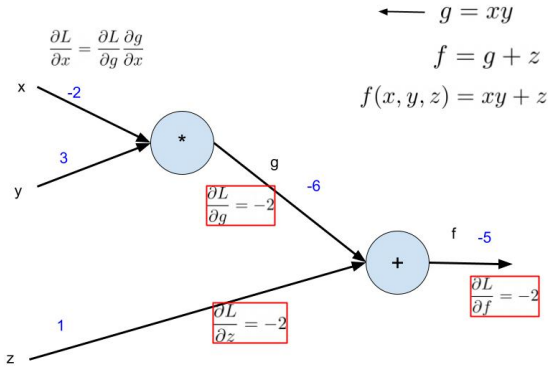 g = xy
∂L/∂x = ∂L/∂g ∂g/∂x
f = g + z
f(x, y, z) = xy + z
x
-2
*
3
y
g
-6
∂L/∂g = −2
f
-5
+
∂L/∂f = −2
∂L/∂z = −2
1
z